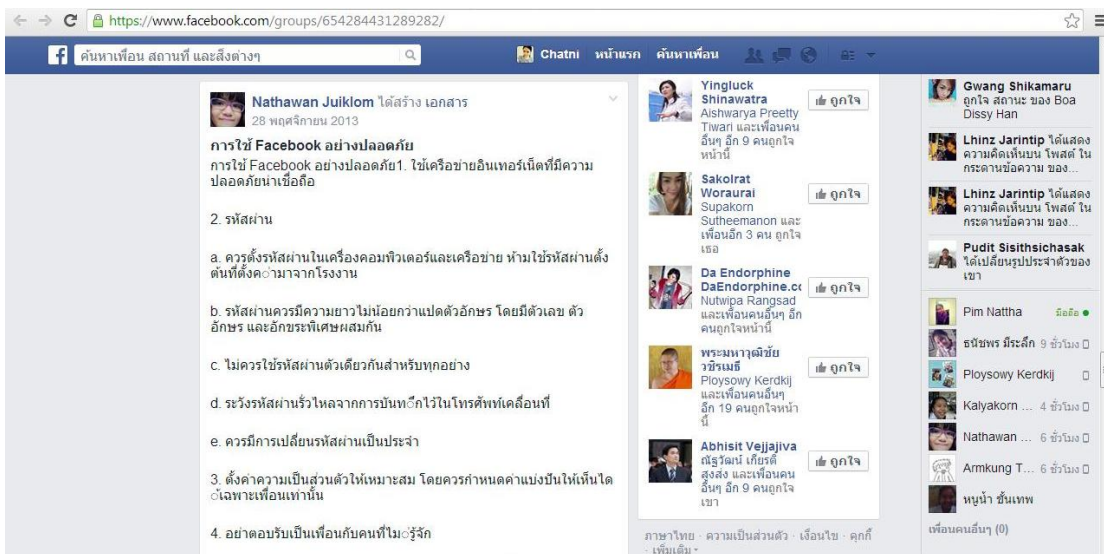 https://www.facebook.com/groups/654284431289282/
ค้นหาเพื่อน สถานที่ และสิ่งต่างๆ
Chatni หน้าแรก ค้นหาเพื่อน
Nathawan Juiklom ได้สร้าง เอกสาร
28 พฤศจิกายน 2013
การใช้ Facebook อย่างปลอดภัย
การใช้ Facebook อย่างปลอดภัย1. ใช้เครือข่ายอินเทอร์เน็ตที่มีความ
ปลอดภัยน่าเชื่อถือ
2. รหัสผ่าน
a. ควรตั้งรหัสผ่านในเครื่องคอมพิวเตอร์และเครือข่าย ห้ามใช้รหัสผ่านตั้ง
ต้นที่ตั้งค่ามาจากโรงงาน
b. รหัสผ่านควรมีความยาวไม่น้อยกว่าแปดตัวอักษร โดยมีตัวเลข ตัว
อักษร และอักขระพิเศษผสมกัน
c. ไม่ควรใช้รหัสผ่านตัวเดียวกันสำหรับทุกอย่าง
d. ระวังรหัสผ่านรั่วไหลจากการบันทึกไว้ในโทรศัพท์เคลื่อนที่
e. ควรมีการเปลี่ยนรหัสผ่านเป็นประจำ
3. ตั้งค่าความเป็นส่วนตัวให้เหมาะสม โดยควรกำหนดค่าแบ่งปันให้เห็นได
้เฉพาะเพื่อนเท่านั้น
4. อย่าตอบรับเป็นเพื่อนกับคนที่ไม่รู้จัก
Yingluck
Shinawatra
Aishwarya Preetty
Tiwari และเพื่อนคน
อื่นๆ อีก 9 คนถูกใจ
หน้านี้
ถูกใจ
Sakolrat
Woraurai
Supakorn
Sutheemanon และ
เพื่อนอีก 3 คน ถูกใจ
เธอ
ถูกใจ
Da Endorphine
DaEndorphine.cc
Nutwipa Rangsad
และเพื่อนคนอื่นๆ อีก
คนถูกใจหน้านี้
ถูกใจ
พระมหาวุฒิชัย
วชิรเมธี
Ploysowy Kerdkij
และเพื่อนคนอื่นๆ
อีก 19 คนถูกใจหน้า
นี้
ถูกใจ
Abhisit Vejjajiva
ณัฐวัฒน์ เกียรติ
สูงส่ง และเพื่อนคน
อื่นๆ อีก 9 คนถูกใจ
เขา
ถูกใจ
ภาษาไทย · ความเป็นส่วนตัว · เงื่อนไข · คุกกี้
· เพิ่มเติม
Gwang Shikamaru
ถูกใจ สถานะ ของ Boa
Dissy Han
Lhinz Jarintip ได้แสดง
ความคิดเห็นบน โพสต์ ใน
กระดานข้อความ ของ...
Lhinz Jarintip ได้แสดง
ความคิดเห็นบน โพสต์ ใน
กระดานข้อความ ของ...
Pudit Sisithsichasak
ได้เปลี่ยนรูปประจำตัวของ
เขา
Pim Nattha มือถือ
ธนัชพร มีระลึก 9 ชั่วโมง
Ploysowy Kerdkij
Kalyakorn ... 4 ชั่วโมง
Nathawan ... 6 ชั่วโมง
Armkung T... 6 ชั่วโมง
หนูน้ำ ชั้นเทพ
เพื่อนคนอื่นๆ (0)